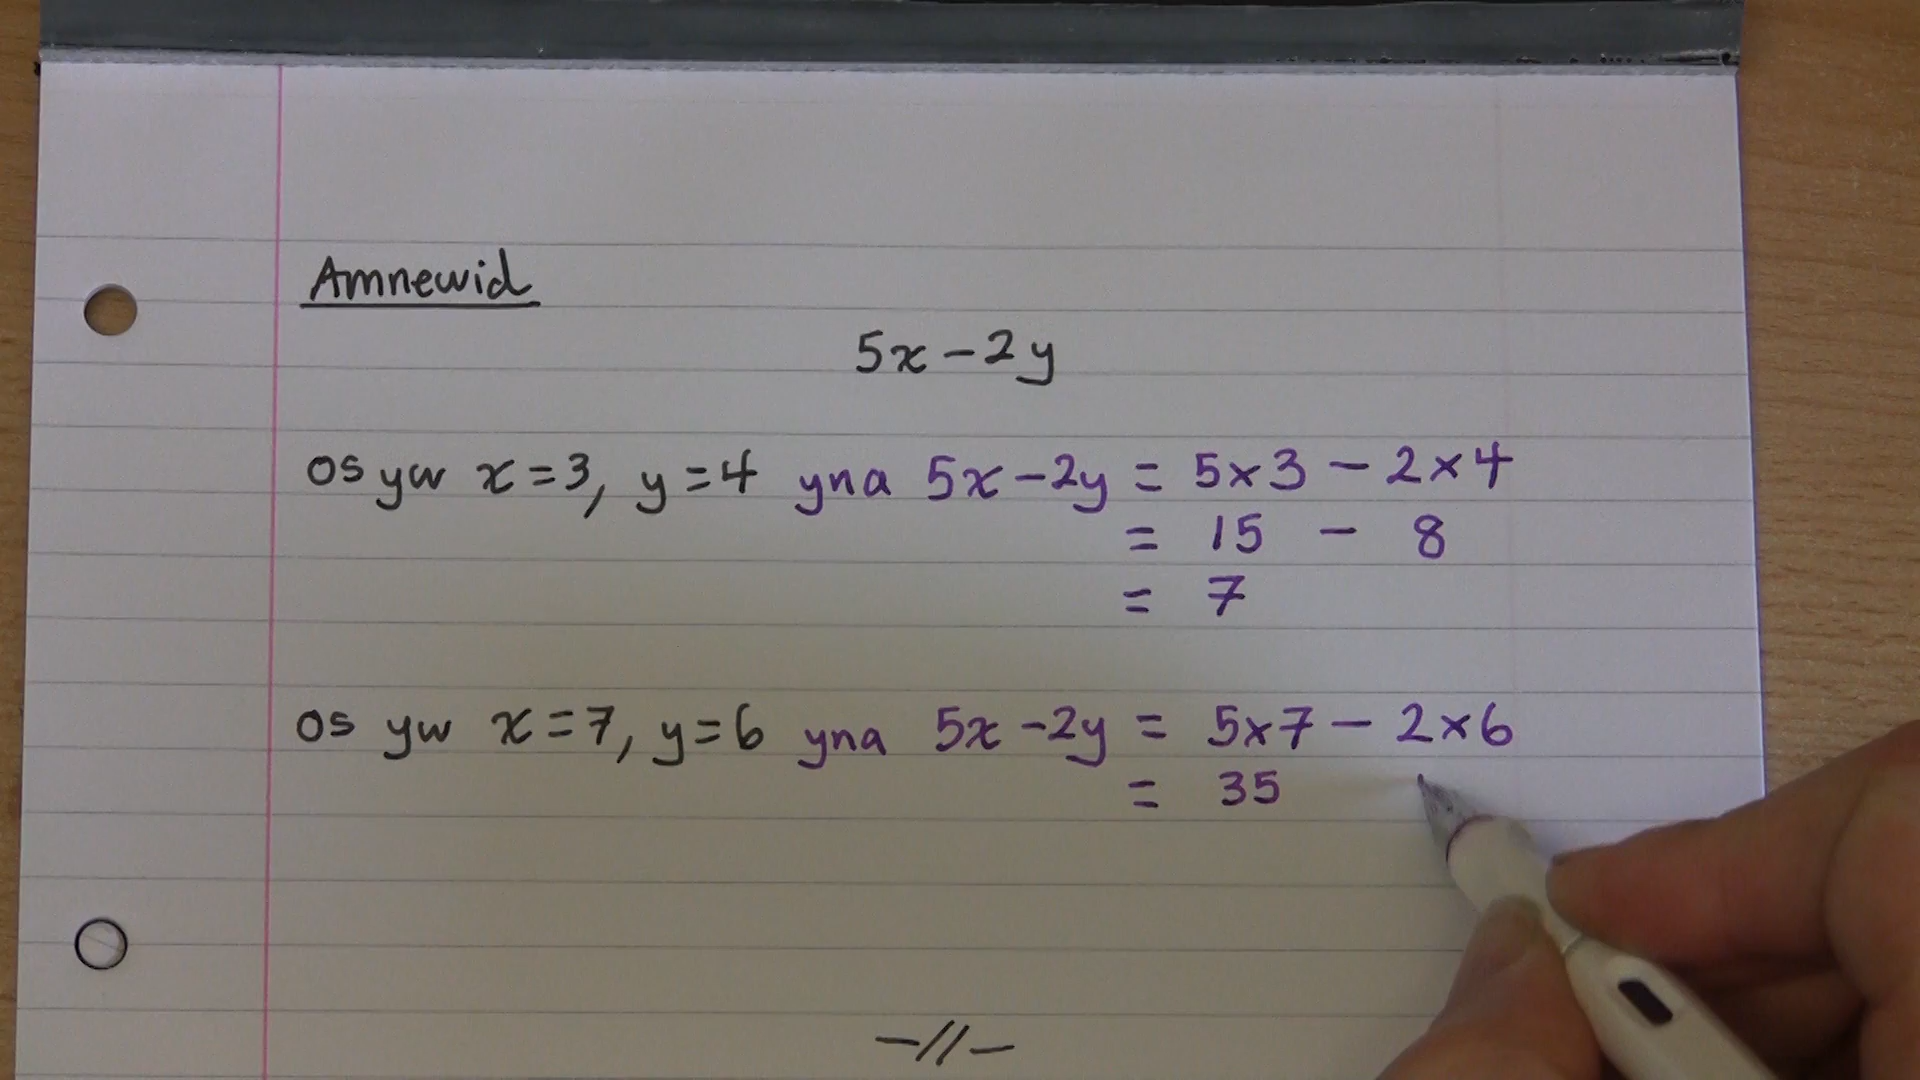 Amnewid
5x - 2y
os yw x = 3, y = 4 yna 5x - 2y = 5 x 3 - 2 x 4
= 15 - 8
= 7
os yw x = 7, y = 6 yna 5x - 2y = 5 x 7 - 2 x 6
= 35
-//-